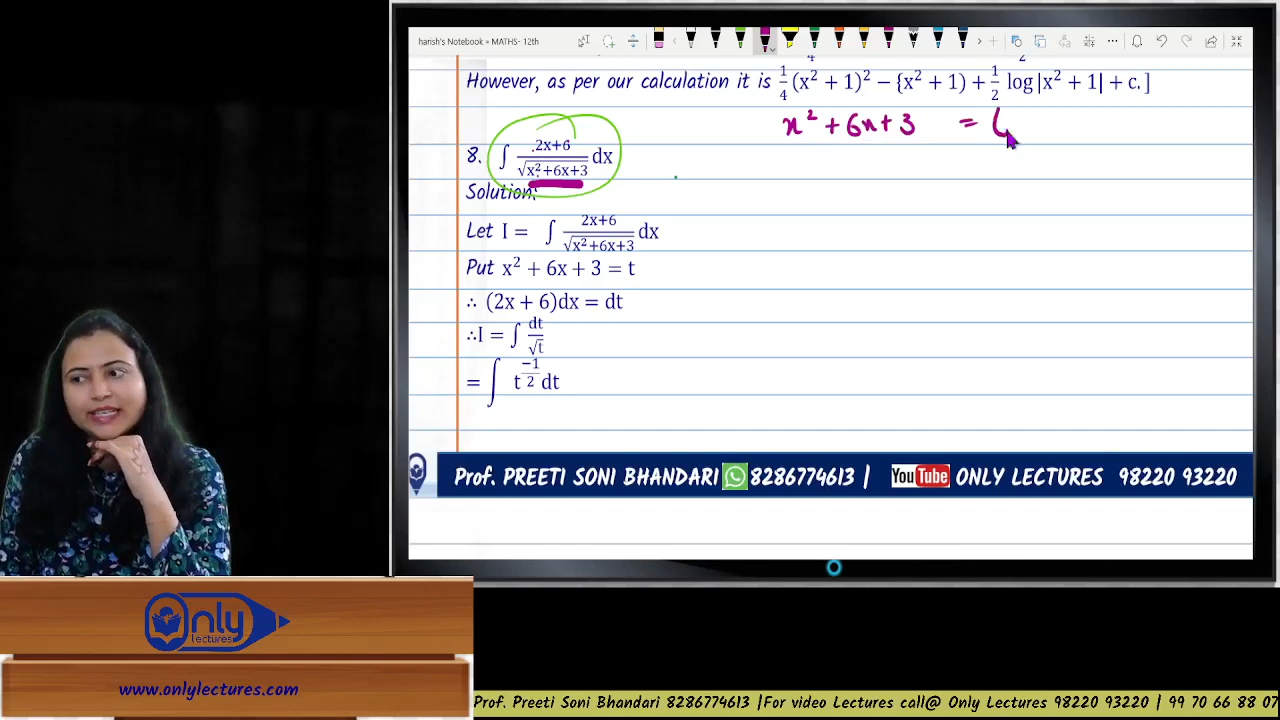 harish's Notebook » MATHS- 12th
However, as per our calculation it is 1/4 (x² + 1)² − {x² + 1) + 1/2 log|x² + 1| + c.]
x² + 6x + 3 = (
8. ∫ 2x+6/√x²+6x+3 dx
Solution:
Let I = ∫ 2x+6/√x²+6x+3 dx
Put x² + 6x + 3 = t
∴ (2x + 6)dx = dt
∴I = ∫ dt/√t
= ∫ t^(−1/2) dt
Prof. PREETI SONI BHANDARI 8286774613 | YouTube ONLY LECTURES 98220 93220
Only
lectures
www.onlylectures.com
Prof. Preeti Soni Bhandari 8286774613 |For video Lectures call@ Only Lectures 98220 93220 | 99 70 66 88 07